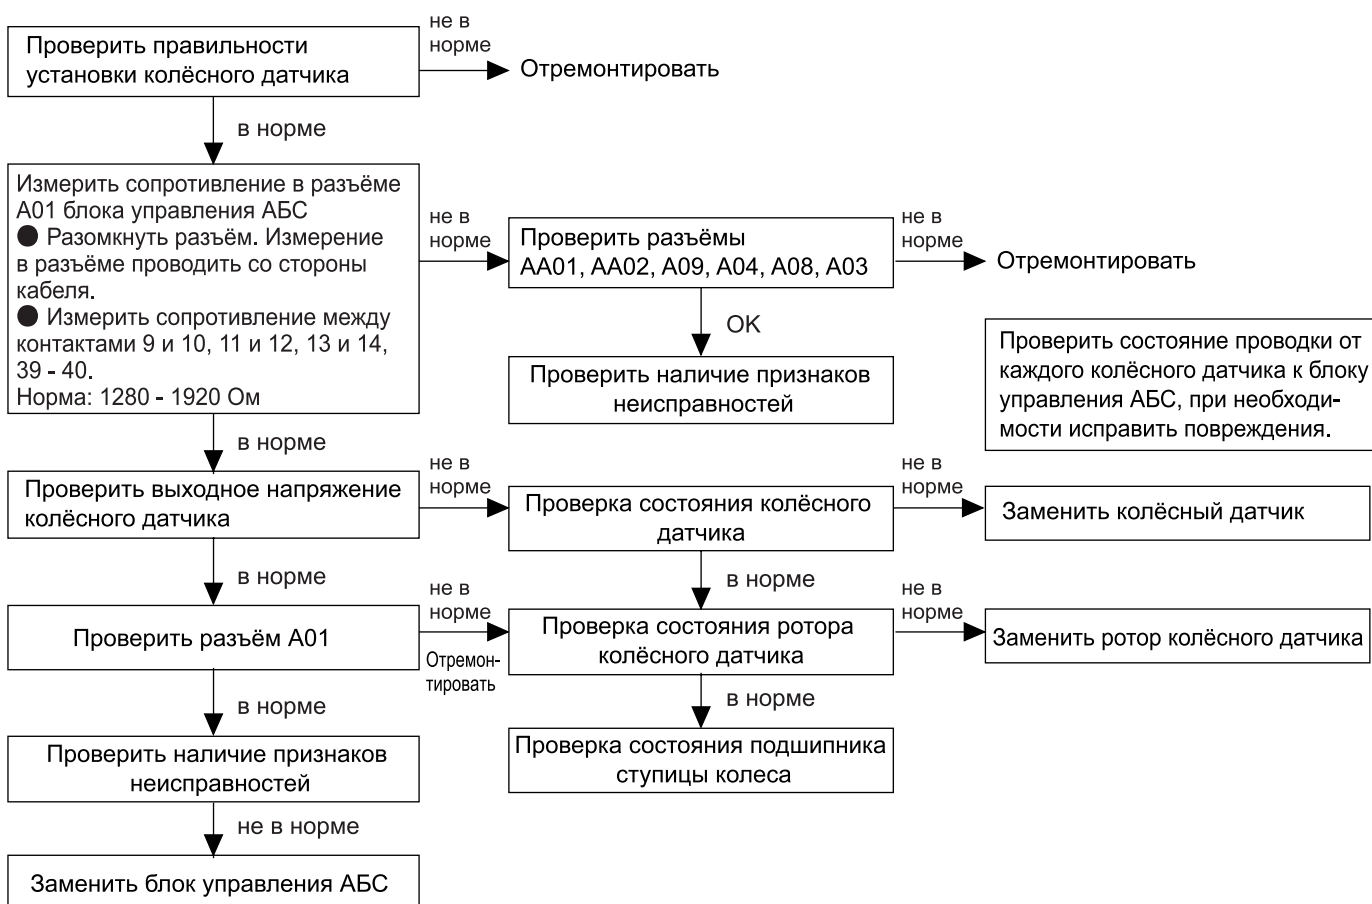 Проверить правильности
установки колёсного датчика
не в
норме
Отремонтировать
в норме
Измерить сопротивление в разъёме
А01 блока управления АБС
● Разомкнуть разъём. Измерение
в разъёме проводить со стороны
кабеля.
● Измерить сопротивление между
контактами 9 и 10, 11 и 12, 13 и 14,
39 - 40.
Норма: 1280 - 1920 Ом
не в
норме
Проверить разъёмы
АА01, АА02, А09, А04, А08, А03
не в
норме
Отремонтировать
OK
Проверить наличие признаков
неисправностей
Проверить состояние проводки от
каждого колёсного датчика к блоку
управления АБС, при необходи-
мости исправить повреждения.
в норме
Проверить выходное напряжение
колёсного датчика
не в
норме
Проверка состояния колёсного
датчика
не в
норме
Заменить колёсный датчик
в норме
в норме
Проверить разъём А01
не в
норме
Отремон-
тировать
Проверка состояния ротора
колёсного датчика
не в
норме
Заменить ротор колёсного датчика
в норме
в норме
Проверить наличие признаков
неисправностей
Проверка состояния подшипника
ступицы колеса
не в норме
Заменить блок управления АБС